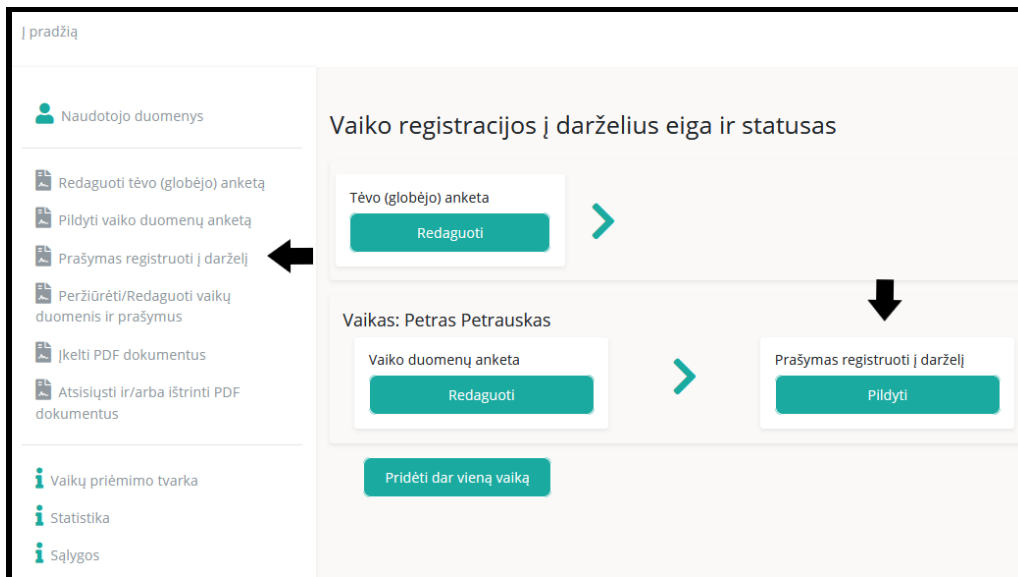 Į pradžią
Naudotojo duomenys
Redaguoti tėvo (globėjo) anketą
Pildyti vaiko duomenų anketą
Prašymas registruoti į darželį
Peržiūrėti/Redaguoti vaikų
duomenis ir prašymus
Įkelti PDF dokumentus
Atsisiųsti ir/arba ištrinti PDF
dokumentus
Vaikų priėmimo tvarka
Statistika
Sąlygos
Vaiko registracijos į darželius eiga ir statusas
Tėvo (globėjo) anketa
Redaguoti
Vaikas: Petras Petrauskas
Vaiko duomenų anketa
Redaguoti
Prašymas registruoti į darželį
Pildyti
Pridėti dar vieną vaiką